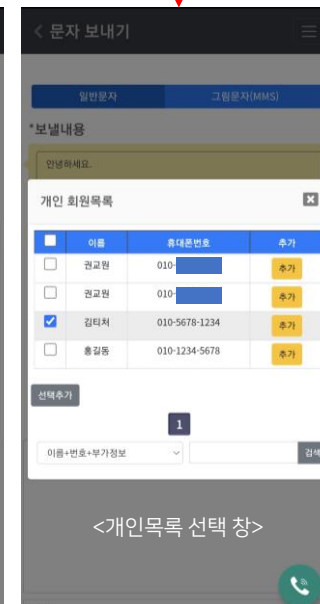 < 문자 보내기
일반문자 그림문자(MMS)
*보낼내용
안녕하세요.
개인 회원목록
이름 휴대폰번호 추가
권교원 010- 추가
권교원 010- 추가
김티처 010-5678-1234 추가
홍길동 010-1234-5678 추가
선택추가
1
이름+번호+부가정보 검색
<개인목록 선택 창>